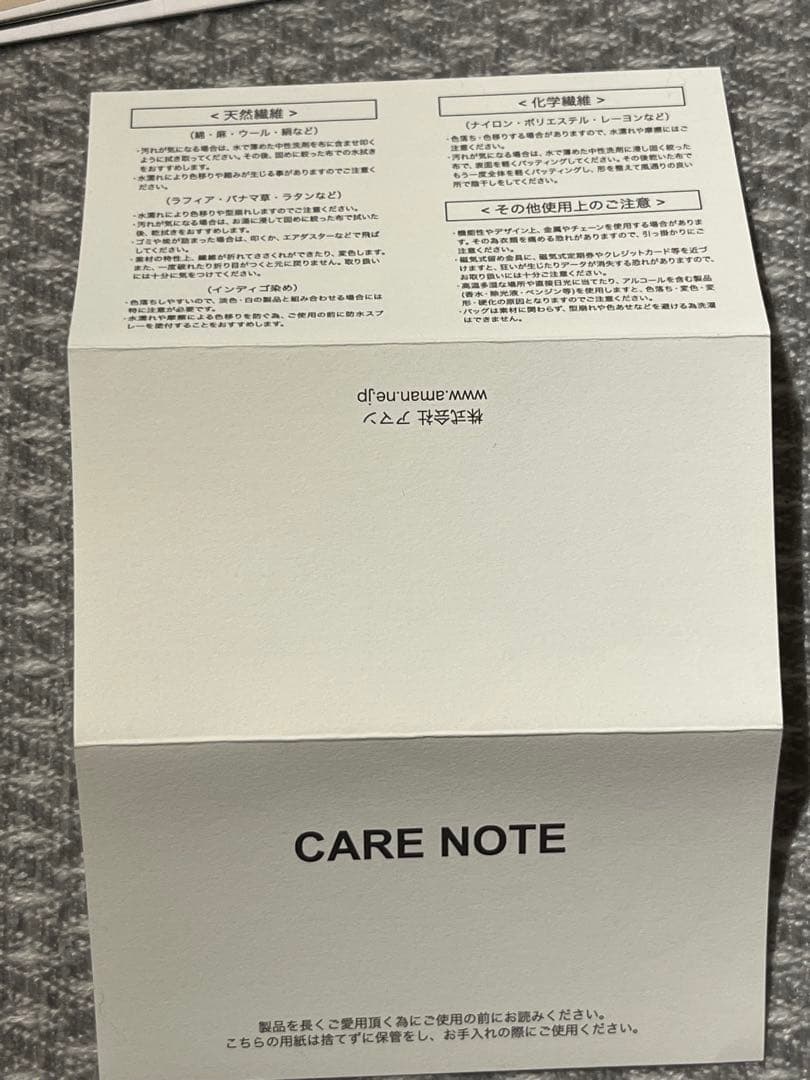 < 天然繊維 >
(綿・麻・ウール・絹など)
・汚れが気になる場合は、水で薄めた中性洗剤を布に含ませ叩く
ように拭き取ってください。その後、固めに絞った布での水拭き
をおすすめします。
・水濡れにより色移りや縮みが生じる事がありますのでご注意く
ださい。
(ラフィア・パナマ草・ラタンなど)
・水濡れにより色移りや型崩れしますのでご注意ください。
・汚れが気になる場合は、お湯に浸して固めに絞った布で拭いた
後、乾拭きをおすすめします。
・ゴミや埃が詰まった場合は、叩くか、エアダスターなどで飛ば
してください。
・素材の特性上、繊維が折れてささくれができたり、変色します。
また、一度破れたり折り目がつくと元に戻りません。取り扱い
には十分に気をつけてください。
(インディゴ染め)
・色落ちしやすいので、淡色・白の製品と組み合わせる場合には
特に注意が必要です。
・水濡れや摩擦による色移りを防ぐ為、ご使用の前に防水スプ
レーを塗付することをおすすめします。
< 化学繊維 >
(ナイロン・ポリエステル・レーヨンなど)
・色落ち・色移りする場合がありますので、水濡れや摩擦にはご
注意ください。
・汚れが気になる場合は、水で薄めた中性洗剤に浸し固く絞った
布で、表面を軽くパッティングしてください。その後乾いた布で
もう一度全体を軽くパッティングし、形を整えて風通りの良い
所で陰干しをしてください。
< その他使用上のご注意 >
・機能性やデザイン上、金属やチェーンを使用する場合がありま
す。その為衣類を痛める恐れがありますので、引っ掛かりにご
注意ください。
・磁気式留め金具に、磁気式定期券やクレジットカード等を近づ
けますと、狂いが生じたりデータが消失する恐れがありますので、
お取り扱いには十分ご注意ください。
・高温多湿な場所や直接日光に当てたり、アルコールを含む製品
(香水・除光液・ベンジン等)を使用しますと、色落ち・変色・変
形・硬化の原因となりますのでご注意ください。
・バッグは素材に関わらず、型崩れや色あせなどを避ける為洗濯
はできません。
株式会社 アマン
www.aman.ne.jp
CARE NOTE
製品を長くご愛用頂く為にご使用の前にお読みください。
こちらの用紙は捨てずに保管をし、お手入れの際にご使用ください。